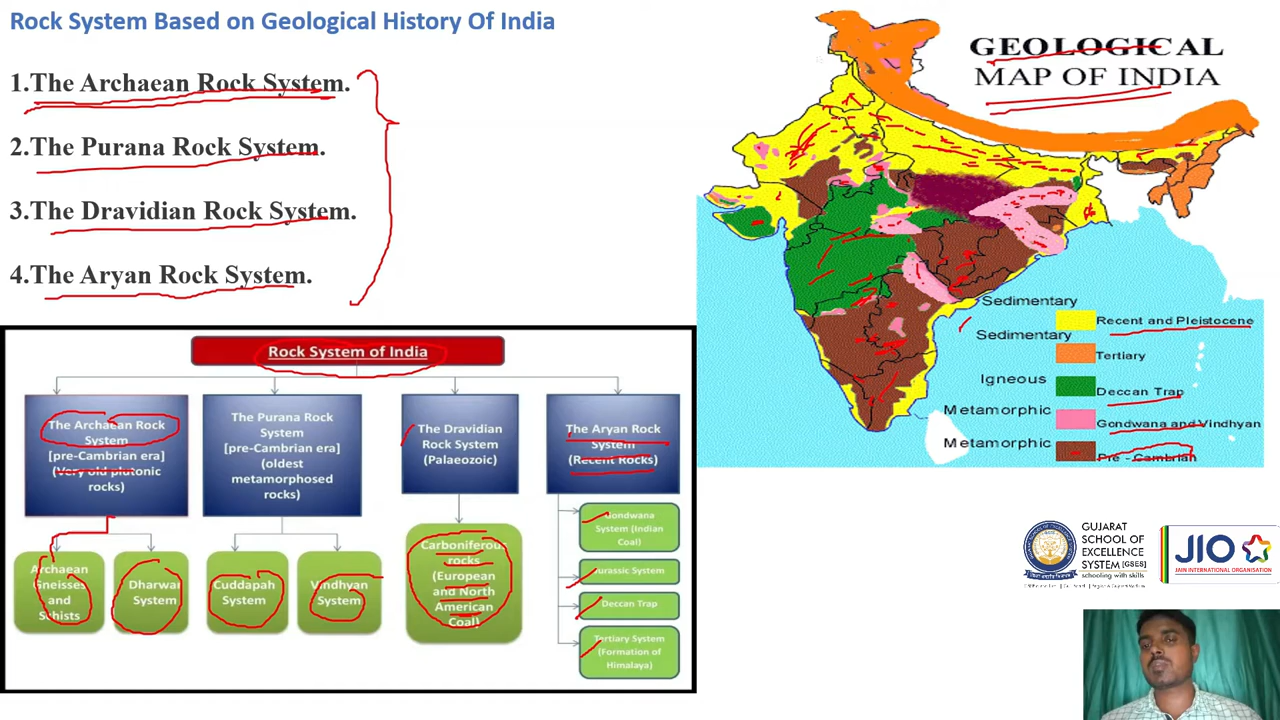 Rock System Based on Geological History Of India
1.The Archaean Rock System.
2.The Purana Rock System.
3.The Dravidian Rock System.
4.The Aryan Rock System.
GEOLOGICAL
MAP OF INDIA
Sedimentary
Recent and Pleistocene
Sedimentary
Tertiary
Igneous
Deccan Trap
Metamorphic
Gondwana and Vindhyan
Metamorphic
Pre - Cambrian
Rock System of India
The Archaean Rock
System
[pre-Cambrian era]
(Very old plutonic
rocks)
The Purana Rock
System
[pre-Cambrian era]
(oldest
metamorphosed
rocks)
The Dravidian
Rock System
(Palaeozoic)
The Aryan Rock
System
(Recent Rocks)
Archaean
Gneisses
and
Schists
Dharwar
System
Cuddapah
System
Vindhyan
System
Carboniferous
rocks
(European
and North
American
Coal)
Gondwana
System (Indian
Coal)
Jurassic System
Deccan Trap
Tertiary System
(Formation of
Himalaya)
GUJARAT
SCHOOL OF
EXCELLENCE
SYSTEM [GSES]
schooling with skills
JIO
JAIN INTERNATIONAL ORGANISATION